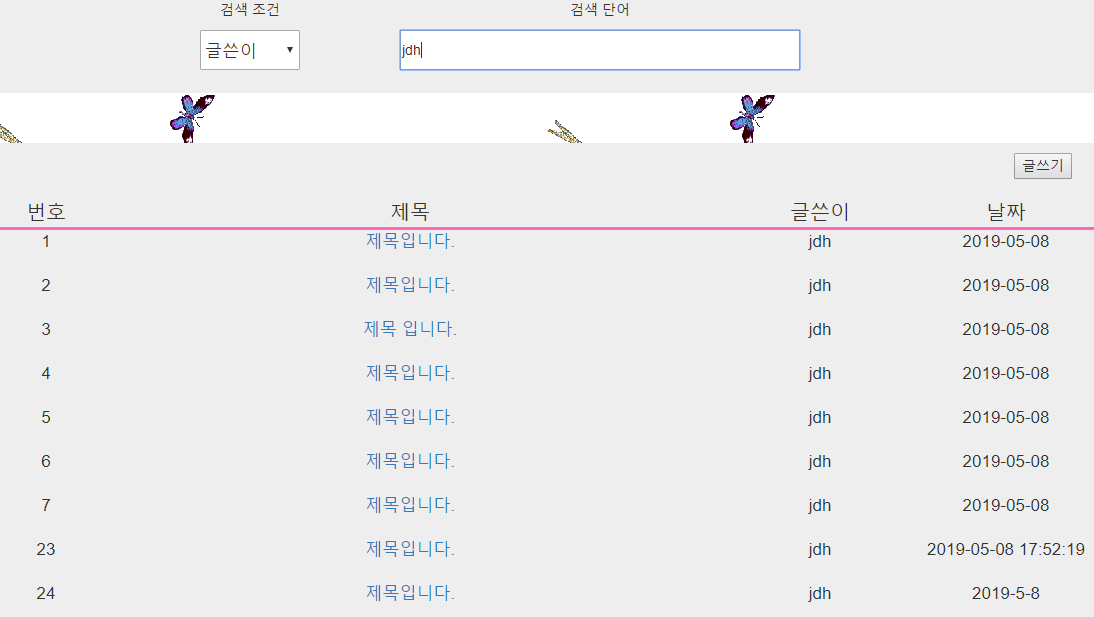 검색 조건 검색 단어
글쓴이 jdh
글쓰기
번호 제목 글쓴이 날짜
1 제목입니다. jdh 2019-05-08
2 제목입니다. jdh 2019-05-08
3 제목 입니다. jdh 2019-05-08
4 제목입니다. jdh 2019-05-08
5 제목입니다. jdh 2019-05-08
6 제목입니다. jdh 2019-05-08
7 제목입니다. jdh 2019-05-08
23 제목입니다. jdh 2019-05-08 17:52:19
24 제목입니다. jdh 2019-5-8